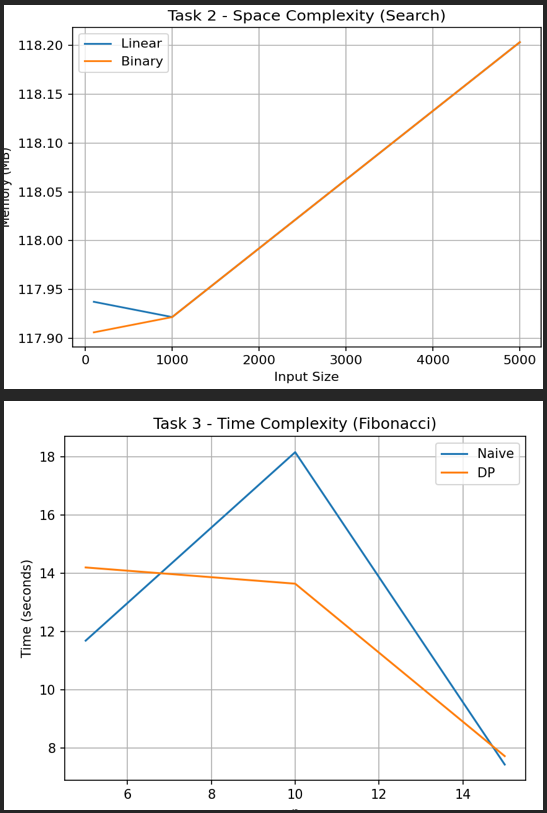 Task 2 - Space Complexity (Search)
Linear
Binary
118.20
118.15
118.10
118.05
118.00
117.95
117.90
Memory (MB)
0 1000 2000 3000 4000 5000
Input Size
Task 3 - Time Complexity (Fibonacci)
Naive
DP
18
16
14
12
10
8
Time (seconds)
6 8 10 12 14